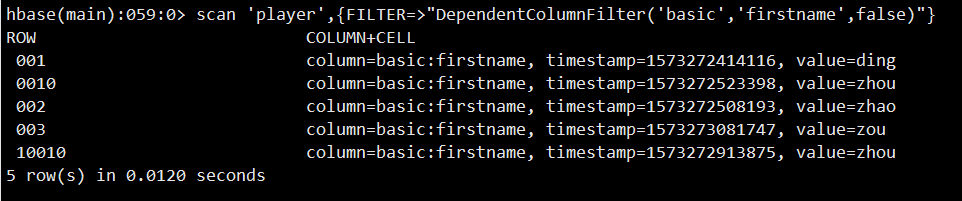 hbase(main):059:0> scan 'player',{FILTER=>"DependentColumnFilter('basic','firstname',false)"}
ROW COLUMN+CELL
001 column=basic:firstname, timestamp=1573272414116, value=ding
0010 column=basic:firstname, timestamp=1573272523398, value=zhou
002 column=basic:firstname, timestamp=1573272508193, value=zhao
003 column=basic:firstname, timestamp=1573273081747, value=zou
10010 column=basic:firstname, timestamp=1573272913875, value=zhou
5 row(s) in 0.0120 seconds